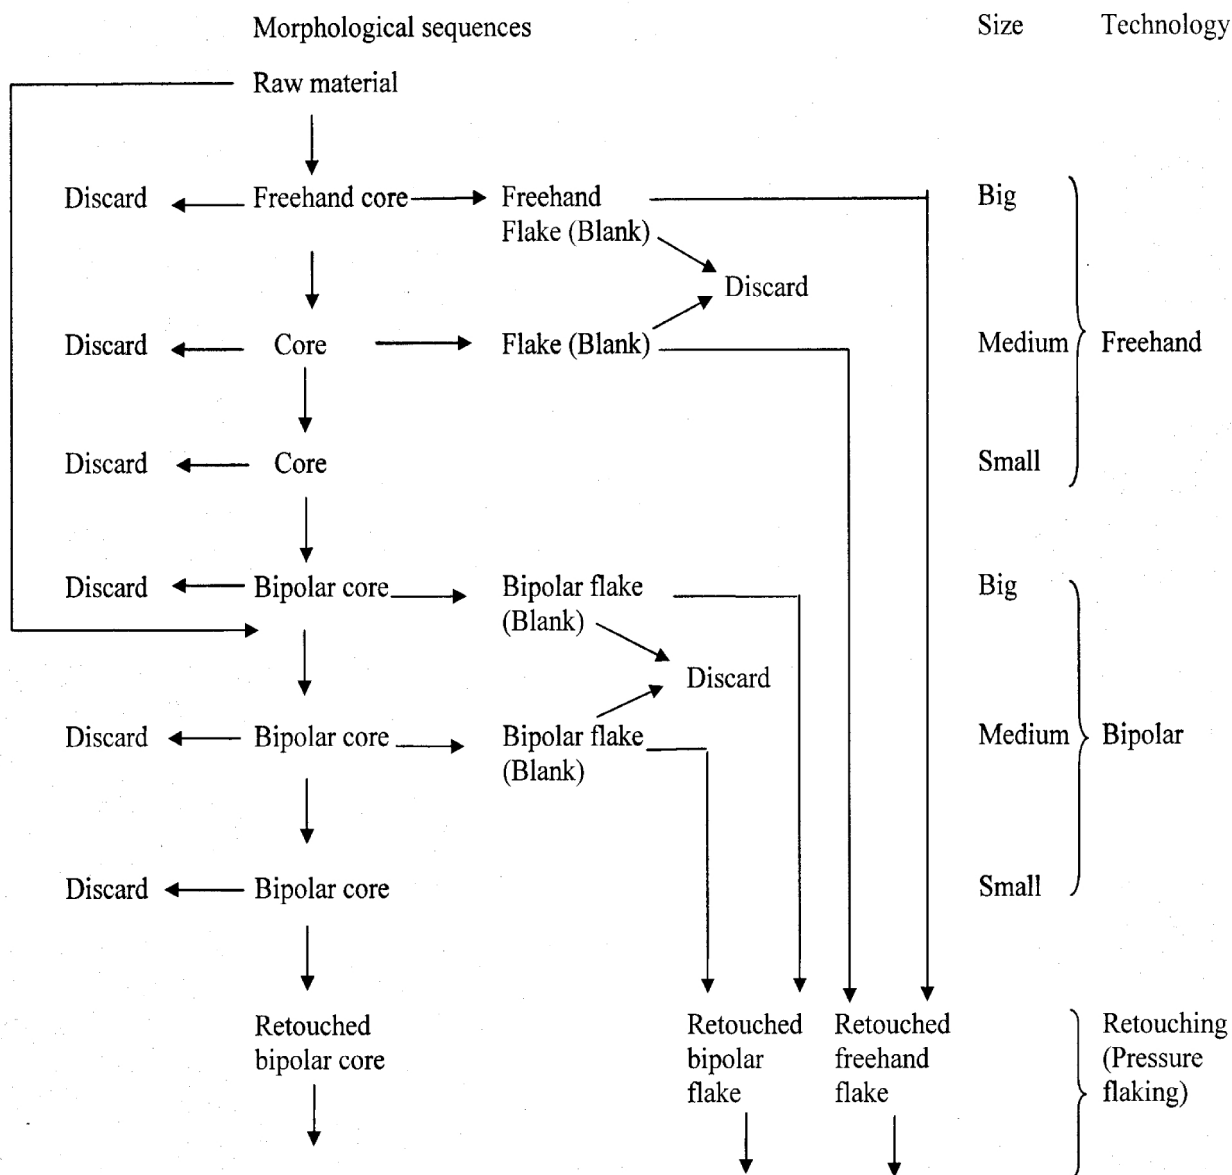 Morphological sequences Size Technology
Raw material
Discard Freehand core Freehand Big
Flake (Blank)
Discard
Discard Core Flake (Blank) Medium Freehand
Discard Core Small
Discard Bipolar core Bipolar flake Big
(Blank)
Discard
Discard Bipolar core Bipolar flake Medium Bipolar
(Blank)
Discard Bipolar core Small
Retouched Retouched Retouched Retouching
bipolar core bipolar freehand (Pressure
flake flake flaking)